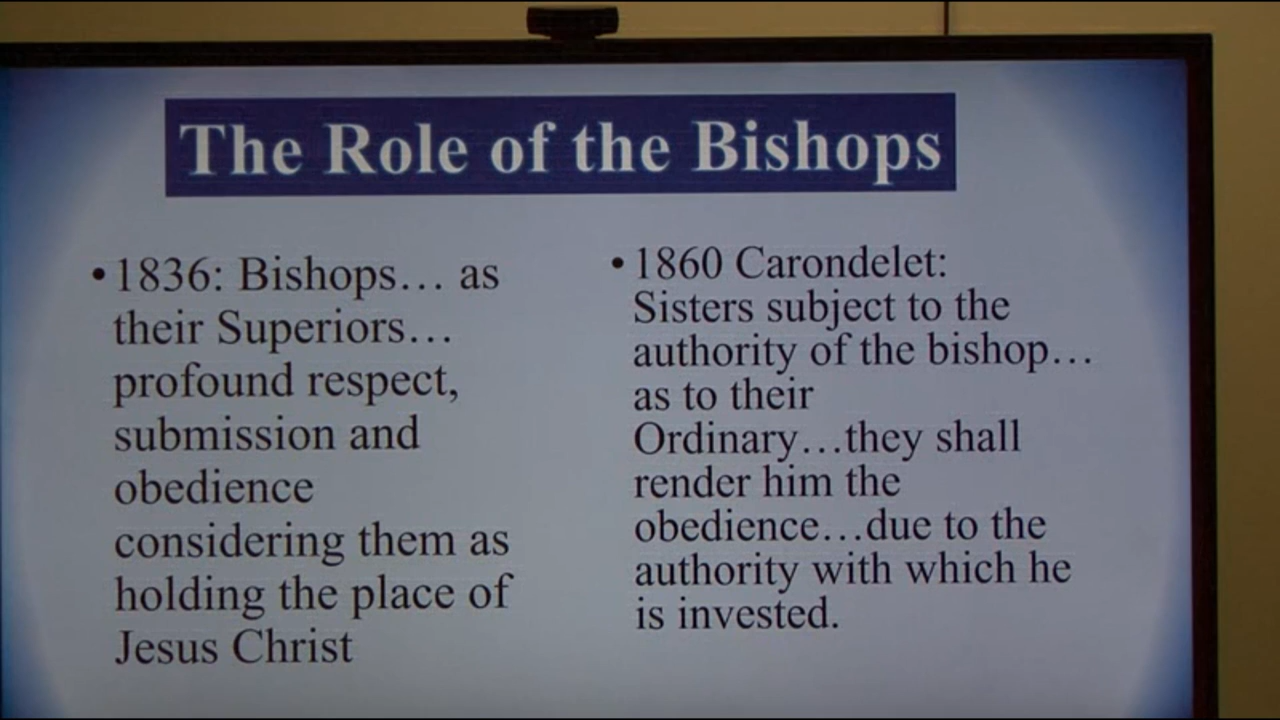 The Role of the Bishops
• 1836: Bishops… as
their Superiors…
profound respect,
submission and
obedience
considering them as
holding the place of
Jesus Christ
• 1860 Carondelet:
Sisters subject to the
authority of the bishop…
as to their
Ordinary…they shall
render him the
obedience…due to the
authority with which he
is invested.